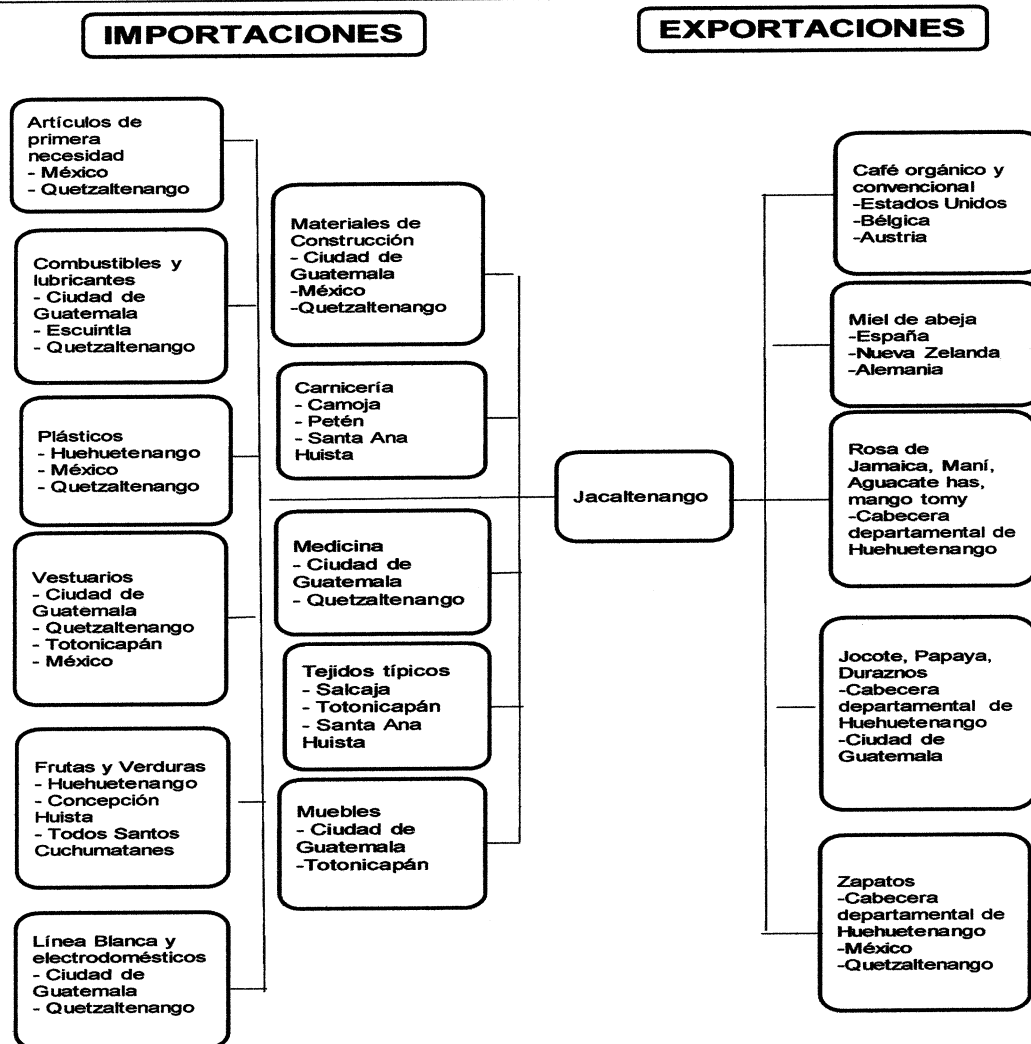 IMPORTACIONES
EXPORTACIONES
Artículos de
primera
necesidad
- México
- Quetzaltenango
Combustibles y
lubricantes
- Ciudad de
Guatemala
- Escuintla
- Quetzaltenango
Plásticos
- Huehuetenango
- México
- Quetzaltenango
Vestuarios
- Ciudad de
Guatemala
- Quetzaltenango
- Totonicapán
- México
Frutas y Verduras
- Huehuetenango
- Concepción
Huista
- Todos Santos
Cuchumatanes
Línea Blanca y
electrodomésticos
- Ciudad de
Guatemala
- Quetzaltenango
Materiales de
Construcción
- Ciudad de
Guatemala
-México
-Quetzaltenango
Carnicería
- Camoja
- Petén
- Santa Ana
Huista
Medicina
- Ciudad de
Guatemala
- Quetzaltenango
Tejidos típicos
- Salcaja
- Totonicapán
- Santa Ana
Huista
Muebles
- Ciudad de
Guatemala
-Totonicapán
Jacaltenango
Café orgánico y
convencional
-Estados Unidos
-Bélgica
-Austria
Miel de abeja
-España
-Nueva Zelanda
-Alemania
Rosa de
Jamaica, Maní,
Aguacate has,
mango tomy
-Cabecera
departamental de
Huehuetenango
Jocote, Papaya,
Duraznos
-Cabecera
departamental de
Huehuetenango
-Ciudad de
Guatemala
Zapatos
-Cabecera
departamental de
Huehuetenango
-México
-Quetzaltenango